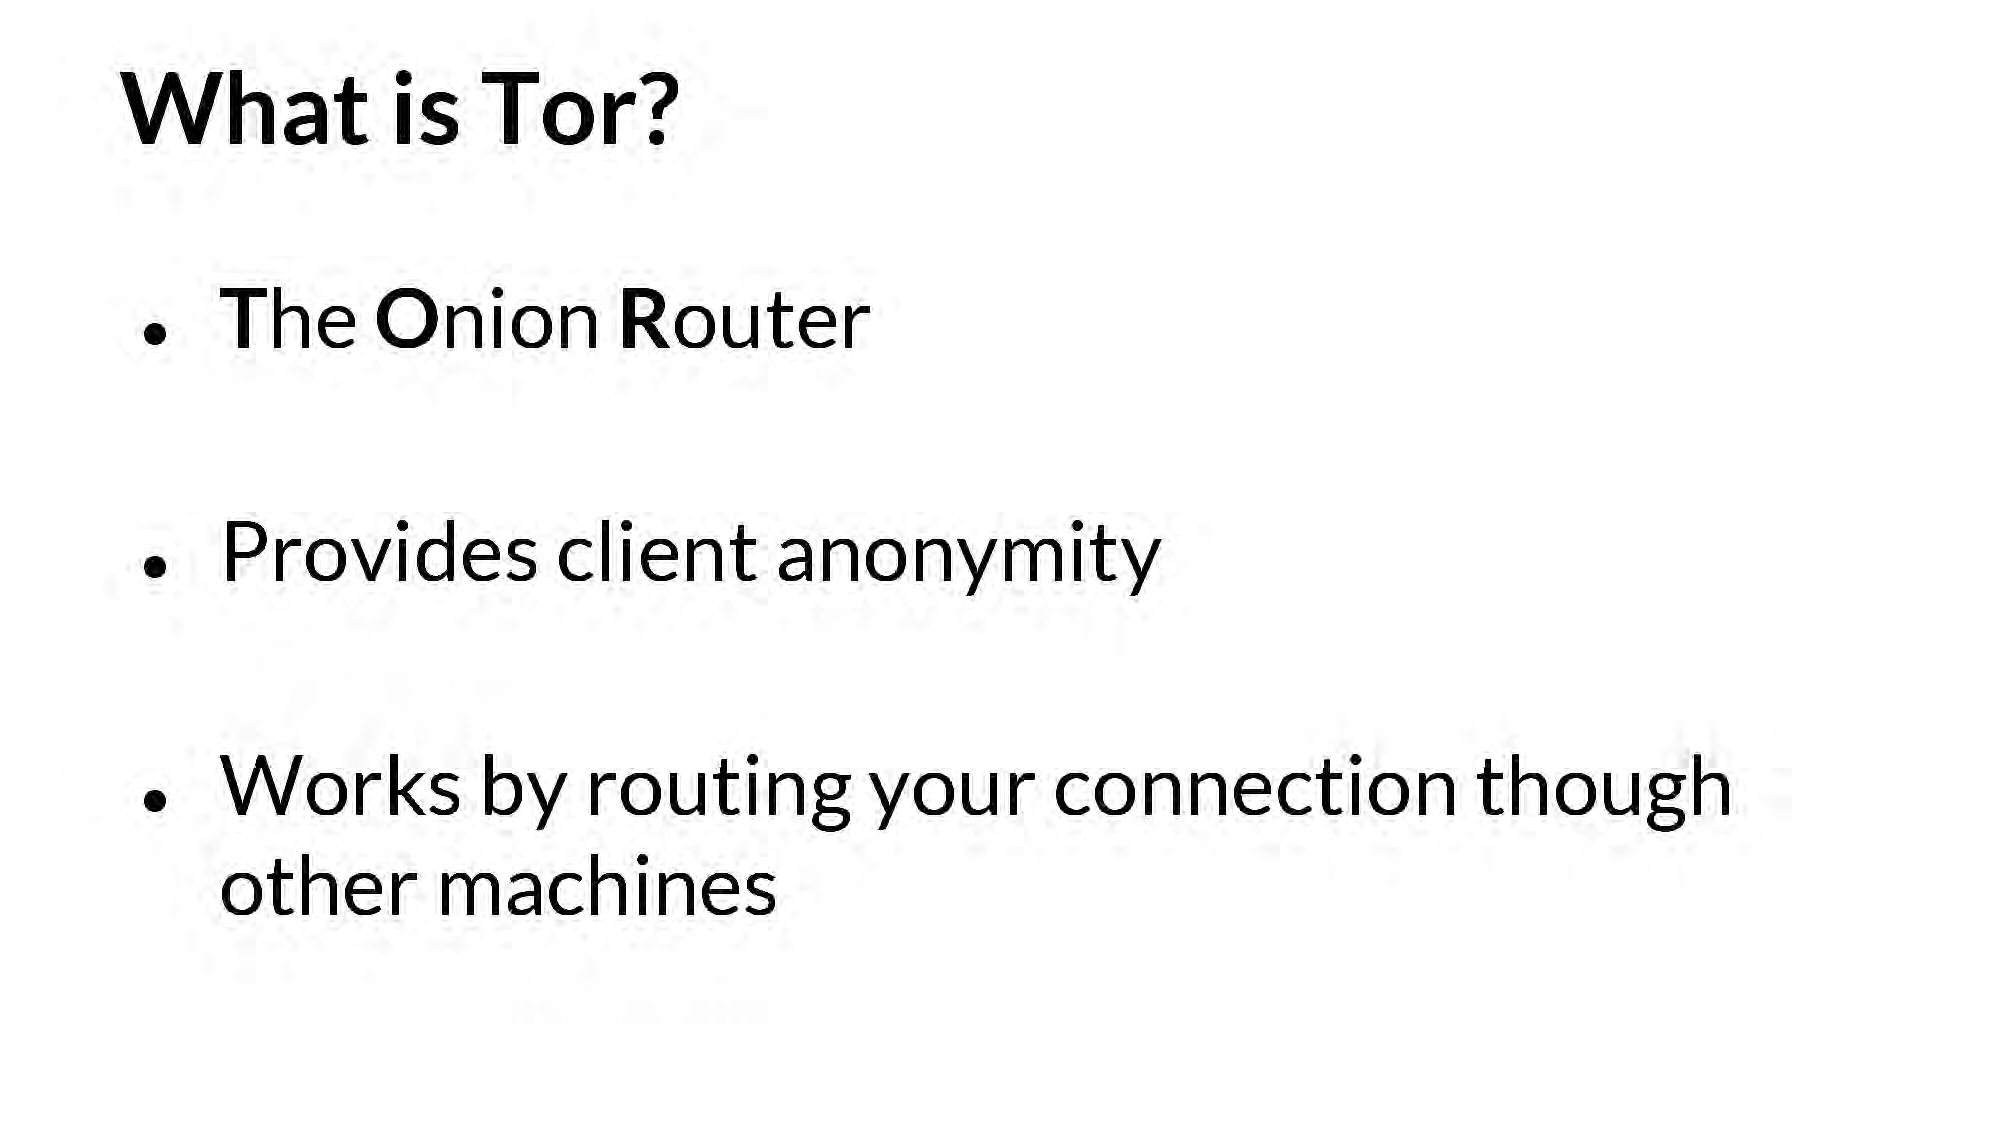 What is Tor?
• The Onion Router
• Provides client anonymity
• Works by routing your connection though
other machines